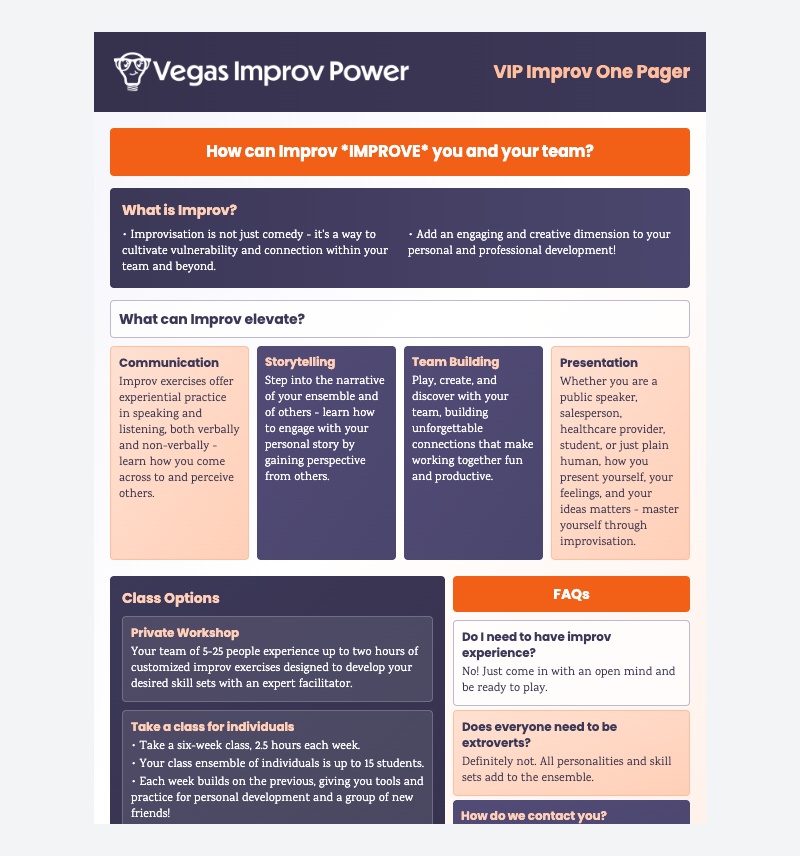 Vegas Improv Power
VIP Improv One Pager
How can Improv *IMPROVE* you and your team?
What is Improv?
• Improvisation is not just comedy - it's a way to
cultivate vulnerability and connection within your
team and beyond.
• Add an engaging and creative dimension to your
personal and professional development!
What can Improv elevate?
Communication
Improv exercises offer
experiential practice
in speaking and
listening, both verbally
and non-verbally -
learn how you come
across to and perceive
others.
Storytelling
Step into the narrative
of your ensemble and
of others - learn how
to engage with your
personal story by
gaining perspective
from others.
Team Building
Play, create, and
discover with your
team, building
unforgettable
connections that make
working together fun
and productive.
Presentation
Whether you are a
public speaker,
salesperson,
healthcare provider,
student, or just plain
human, how you
present yourself, your
feelings, and your
ideas matters - master
yourself through
improvisation.
Class Options
Private Workshop
Your team of 5-25 people experience up to two hours of
customized improv exercises designed to develop your
desired skill sets with an expert facilitator.
Take a class for individuals
• Take a six-week class, 2.5 hours each week.
• Your class ensemble of individuals is up to 15 students.
• Each week builds on the previous, giving you tools and
practice for personal development and a group of new
friends!
FAQs
Do I need to have improv
experience?
No! Just come in with an open mind and
be ready to play.
Does everyone need to be
extroverts?
Definitely not. All personalities and skill
sets add to the ensemble.
How do we contact you?